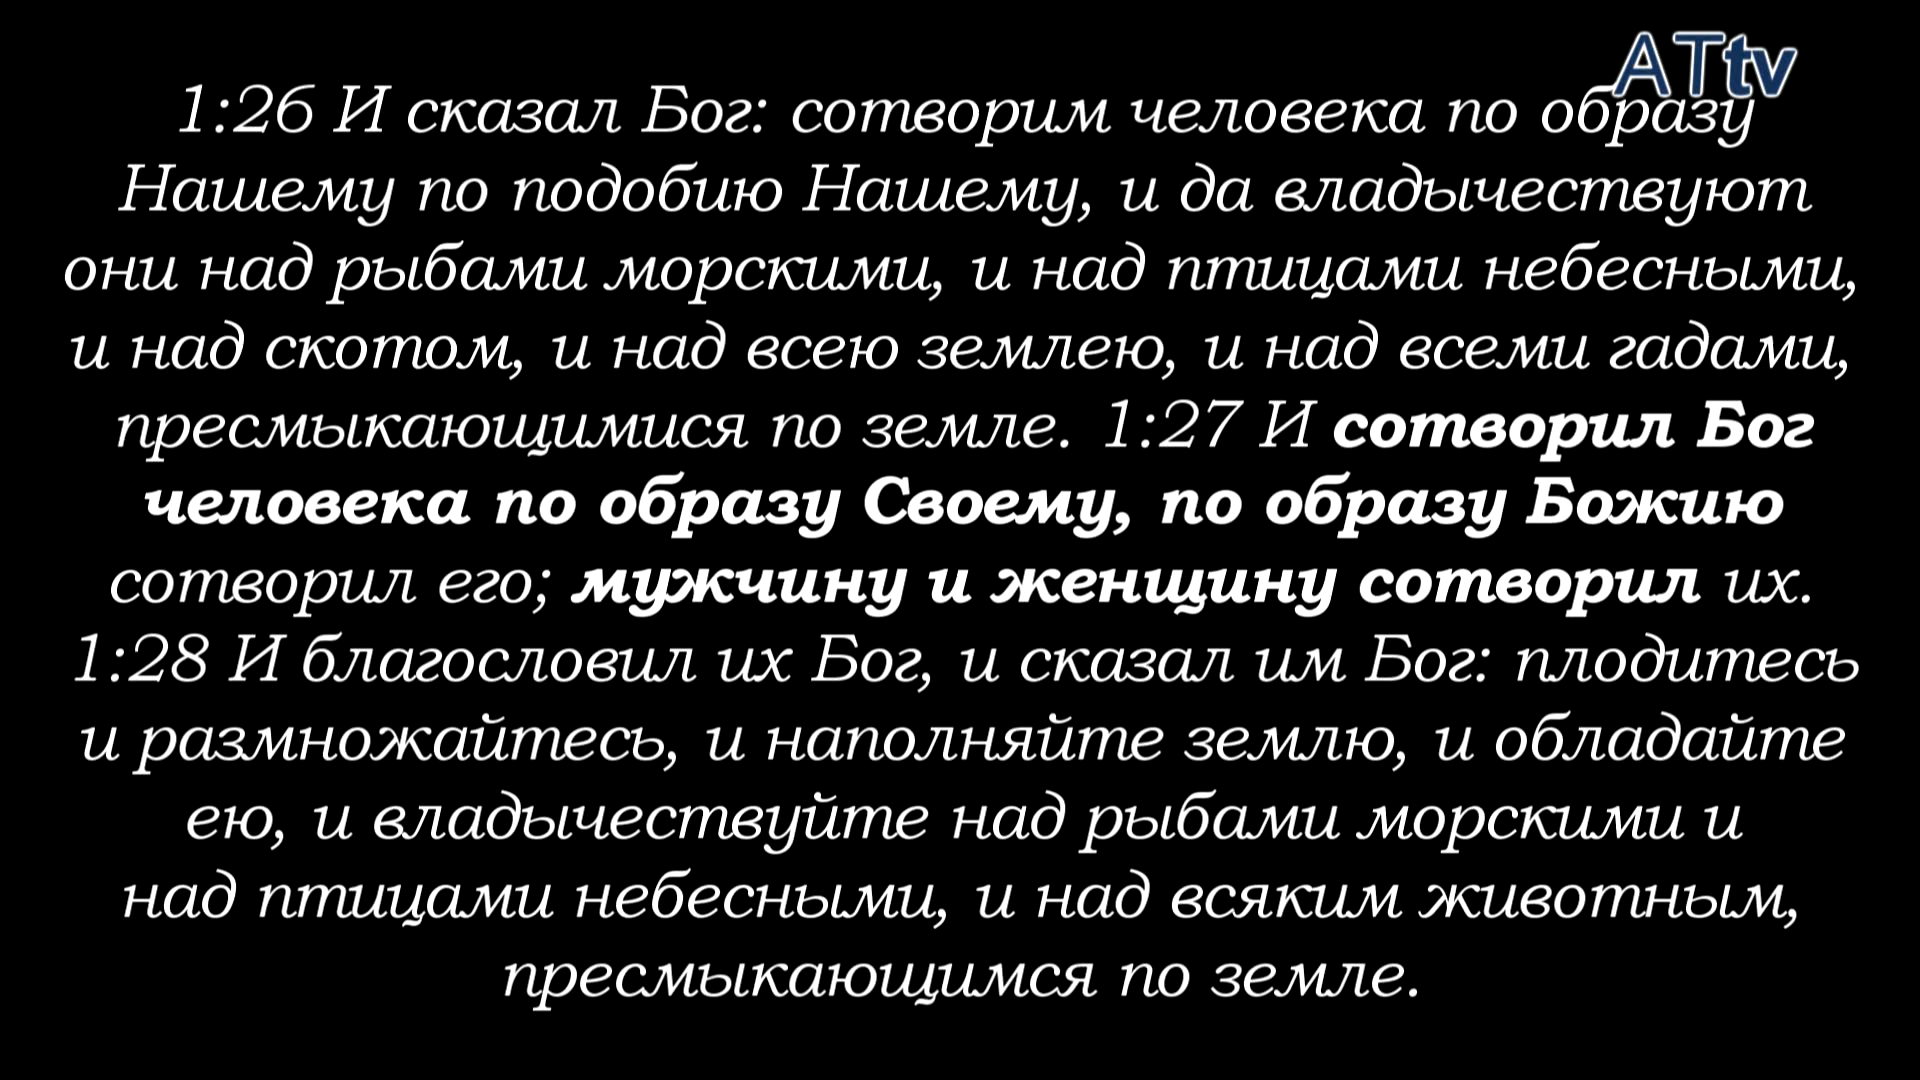 ATtv
1:26 И сказал Бог: сотворим человека по образу
Нашему по подобию Нашему, и да владычествуют
они над рыбами морскими, и над птицами небесными,
и над скотом, и над всею землею, и над всеми гадами,
пресмыкающимися по земле. 1:27 И сотворил Бог
человека по образу Своему, по образу Божию
сотворил его; мужчину и женщину сотворил их.
1:28 И благословил их Бог, и сказал им Бог: плодитесь
и размножайтесь, и наполняйте землю, и обладайте
ею, и владычествуйте над рыбами морскими и
над птицами небесными, и над всяким животным,
пресмыкающимся по земле.